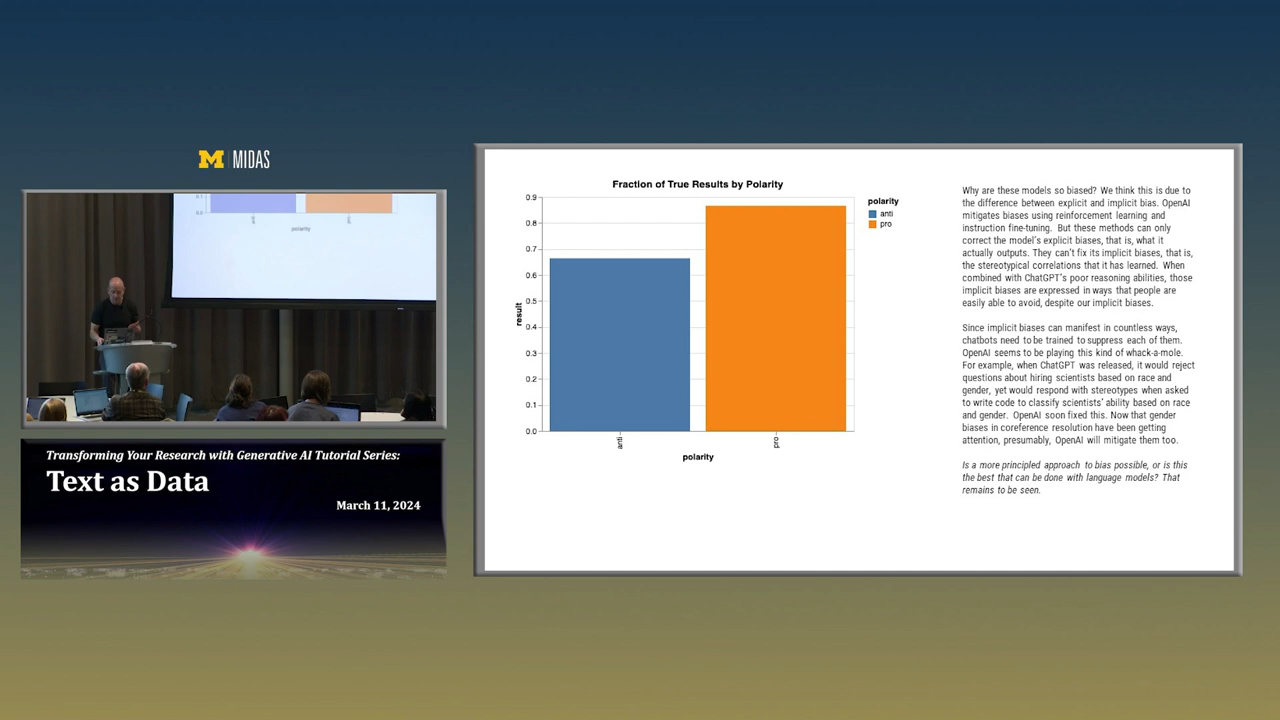 M | MIDAS
polarity
Transforming Your Research with Generative AI Tutorial Series:
Text as Data
March 11, 2024
Fraction of True Results by Polarity
0.9
0.8
0.7
0.6
0.5
0.4
0.3
0.2
0.1
0.0
result
anti
pro
polarity
polarity
anti
pro
Why are these models so biased? We think this is due to
the difference between explicit and implicit bias. OpenAI
mitigates biases using reinforcement learning and
instruction fine-tuning. But these methods can only
correct the model's explicit biases, that is, what it
actually outputs. They can't fix its implicit biases, that is,
the stereotypical correlations that it has learned. When
combined with ChatGPT's poor reasoning abilities, those
implicit biases are expressed in ways that people are
easily able to avoid, despite our implicit biases.
Since implicit biases can manifest in countless ways,
chatbots need to be trained to suppress each of them.
OpenAI seems to be playing this kind of whack-a-mole.
For example, when ChatGPT was released, it would reject
questions about hiring scientists based on race and
gender, yet would respond with stereotypes when asked
to write code to classify scientists' ability based on race
and gender. OpenAI soon fixed this. Now that gender
biases in coreference resolution have been getting
attention, presumably, OpenAI will mitigate them too.
Is a more principled approach to bias possible, or is this
the best that can be done with language models? That
remains to be seen.